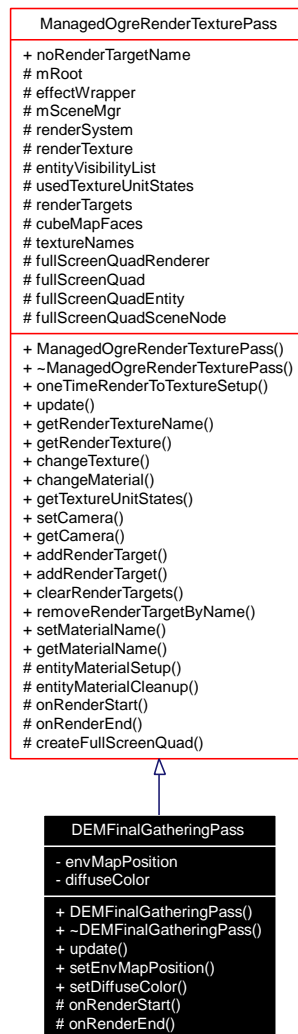 ManagedOgreRenderTexturePass
+ noRenderTargetName
# mRoot
# effectWrapper
# mSceneMgr
# renderSystem
# renderTexture
# entityVisibilityList
# usedTextureUnitStates
# renderTargets
# cubeMapFaces
# textureNames
# fullScreenQuadRenderer
# fullScreenQuad
# fullScreenQuadEntity
# fullScreenQuadSceneNode
+ ManagedOgreRenderTexturePass()
+ ~ManagedOgreRenderTexturePass()
+ oneTimeRenderToTextureSetup()
+ update()
+ getRenderTextureName()
+ getRenderTexture()
+ changeTexture()
+ changeMaterial()
+ getTextureUnitStates()
+ setCamera()
+ getCamera()
+ addRenderTarget()
+ addRenderTarget()
+ clearRenderTargets()
+ removeRenderTargetByName()
+ setMaterialName()
+ getMaterialName()
# entityMaterialSetup()
# entityMaterialCleanup()
# onRenderStart()
# onRenderEnd()
# createFullScreenQuad()
DEMFinalGatheringPass
- envMapPosition
- diffuseColor
+ DEMFinalGatheringPass()
+ ~DEMFinalGatheringPass()
+ update()
+ setEnvMapPosition()
+ setDiffuseColor()
# onRenderStart()
# onRenderEnd()